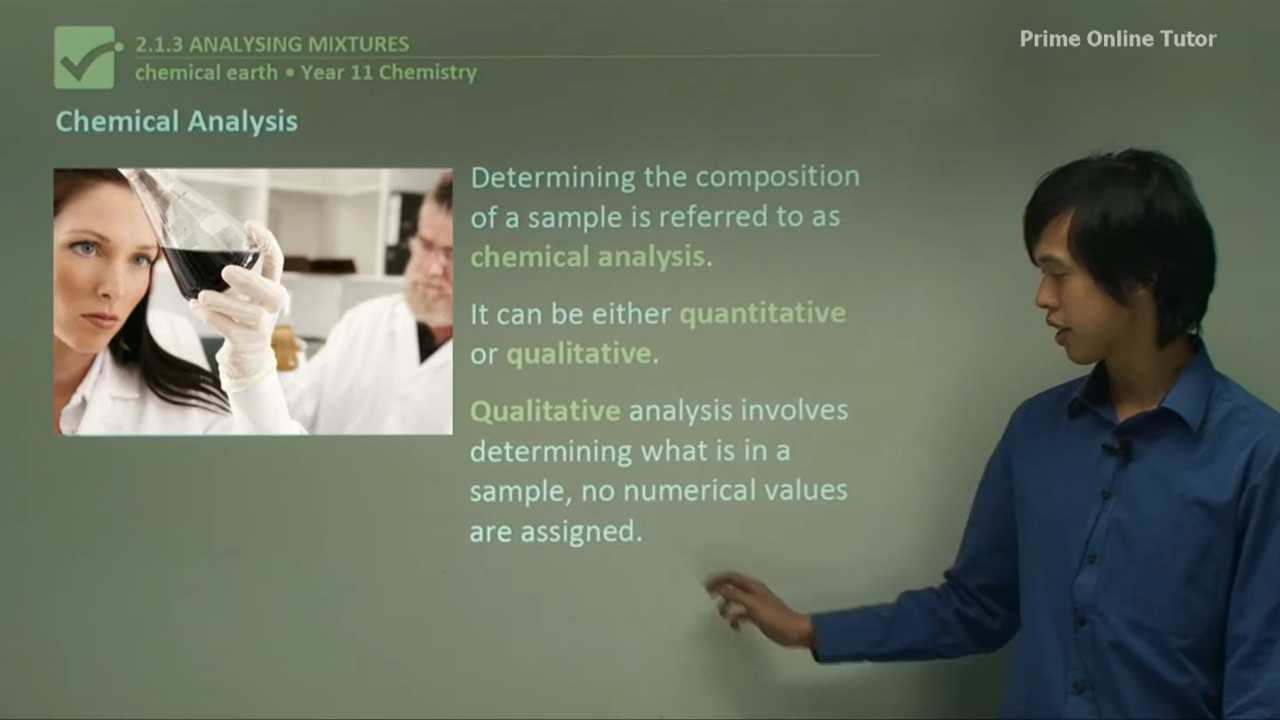 2.1.3 ANALYSING MIXTURES
chemical earth • Year 11 Chemistry
Prime Online Tutor
Chemical Analysis
Determining the composition
of a sample is referred to as
chemical analysis.
It can be either quantitative
or qualitative.
Qualitative analysis involves
determining what is in a
sample, no numerical values
are assigned.